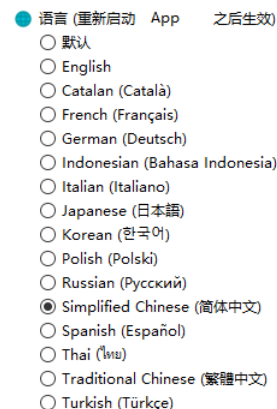 语言 (重新启动 App 之后生效)
默认
English
Catalan (Català)
French (Français)
German (Deutsch)
Indonesian (Bahasa Indonesia)
Italian (Italiano)
Japanese (日本語)
Korean (한국어)
Polish (Polski)
Russian (Русский)
Simplified Chinese (简体中文)
Spanish (Español)
Thai (ไทย)
Traditional Chinese (繁體中文)
Turkish (Türkçe)